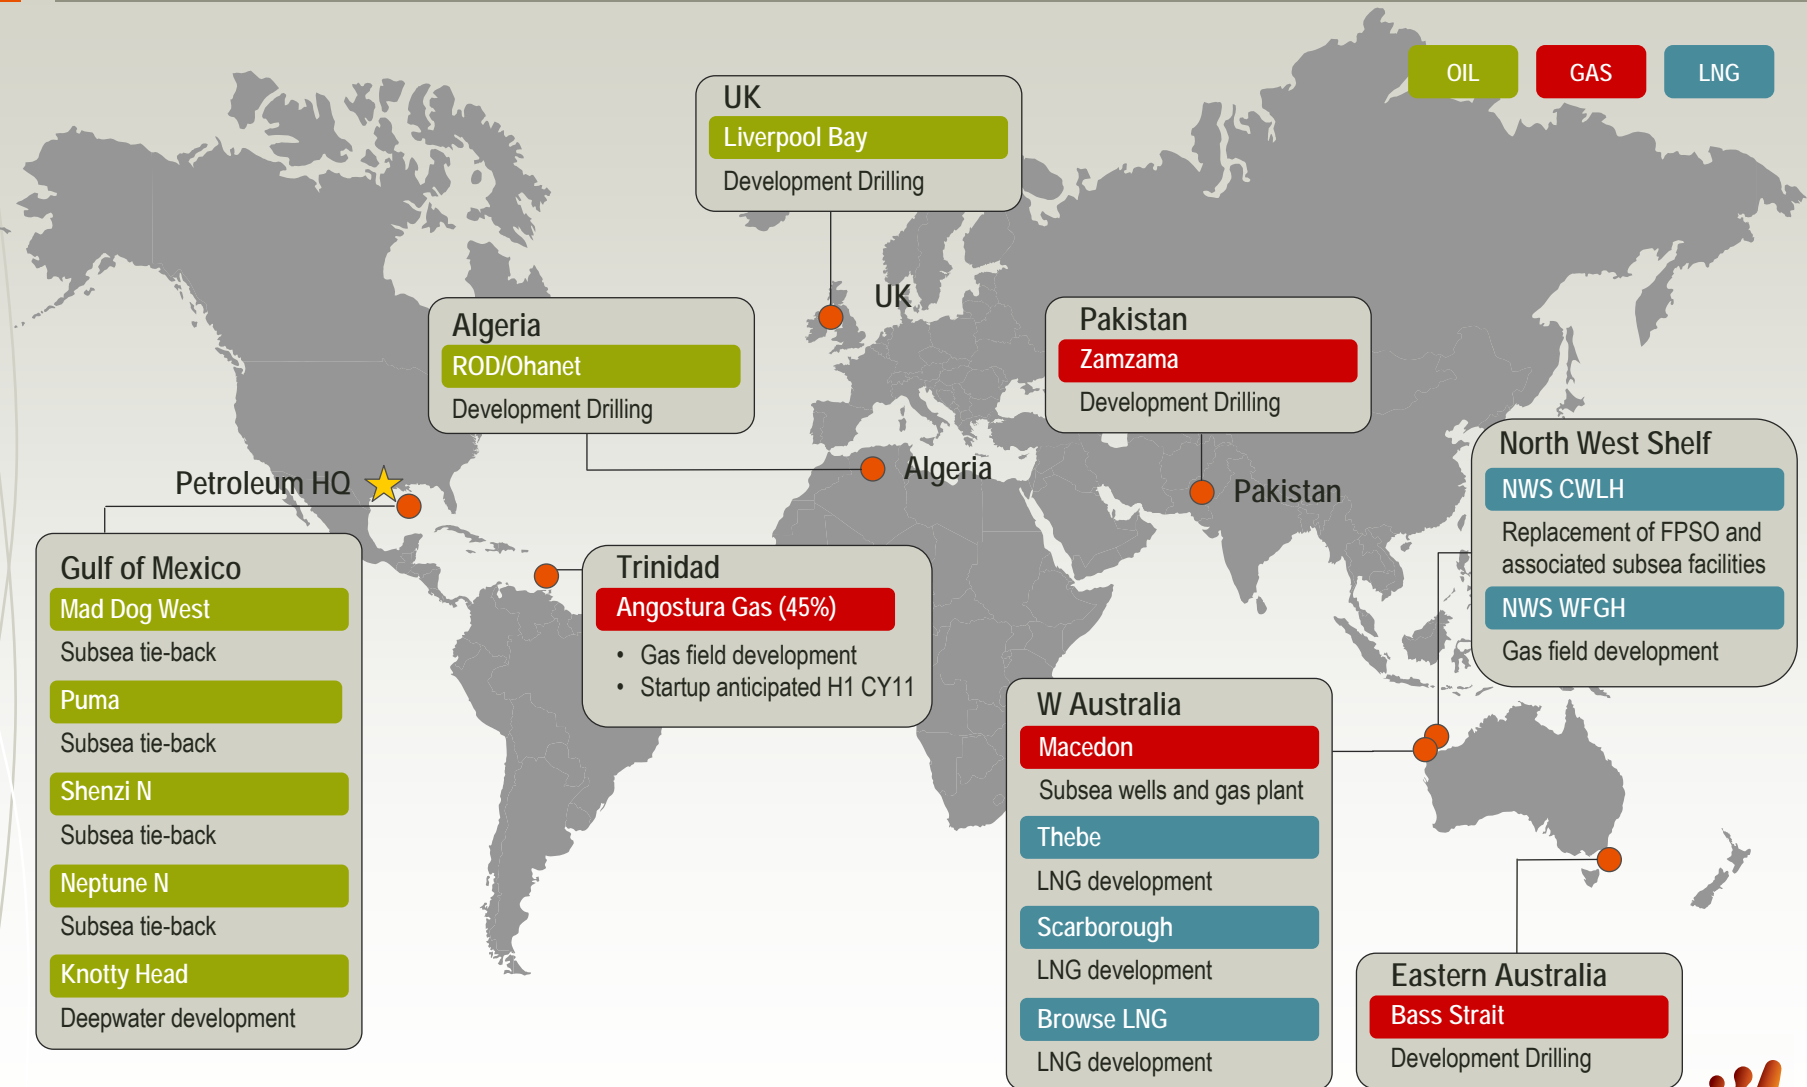 OIL
GAS
LNG
UK
Liverpool Bay
Development Drilling
UK
Algeria
ROD/Ohanet
Development Drilling
Algeria
Pakistan
Zamzama
Development Drilling
Pakistan
Petroleum HQ
Gulf of Mexico
Mad Dog West
Subsea tie-back
Puma
Subsea tie-back
Shenzi N
Subsea tie-back
Neptune N
Subsea tie-back
Knotty Head
Deepwater development
Trinidad
Angostura Gas (45%)
• Gas field development
• Startup anticipated H1 CY11
North West Shelf
NWS CWLH
Replacement of FPSO and
associated subsea facilities
NWS WFGH
Gas field development
W Australia
Macedon
Subsea wells and gas plant
Thebe
LNG development
Scarborough
LNG development
Browse LNG
LNG development
Eastern Australia
Bass Strait
Development Drilling